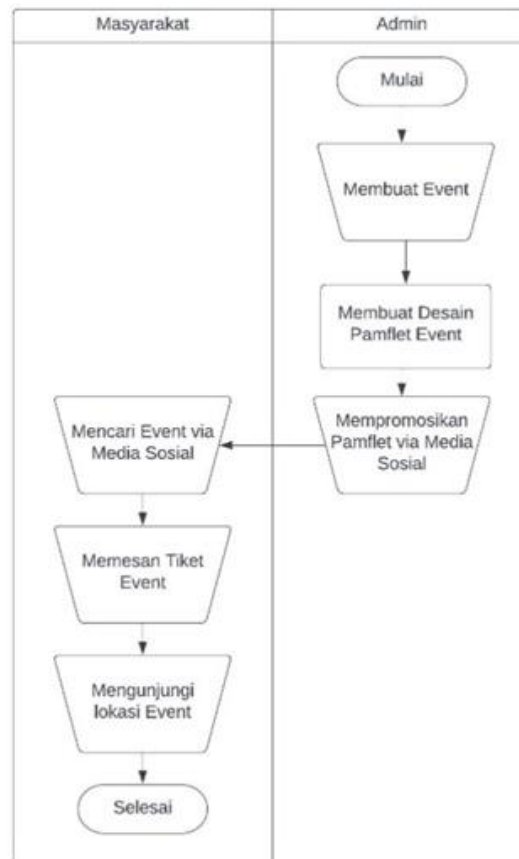 Masyarakat
Admin
Mulai
Membuat Event
Membuat Desain
Pamflet Event
Mempromosikan
Pamflet via Media
Sosial
Mencari Event via
Media Sosial
Memesan Tiket
Event
Mengunjungi
lokasi Event
Selesai